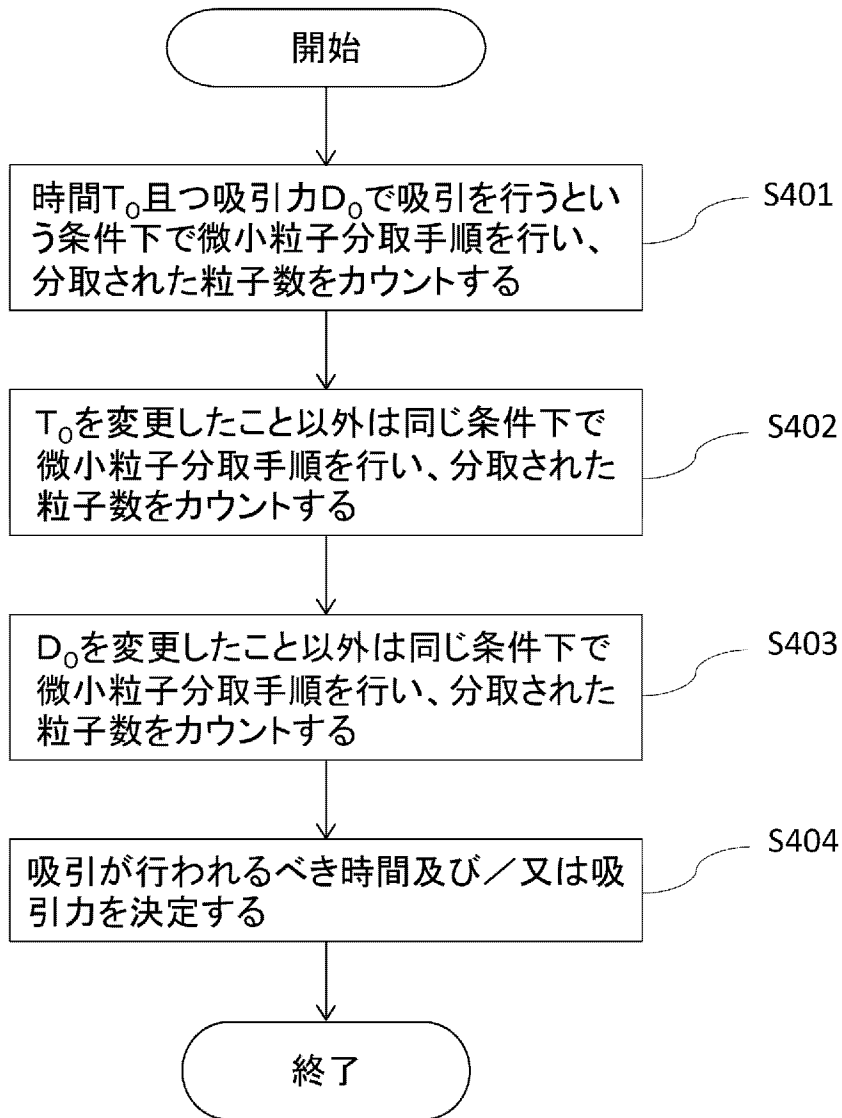 開始
時間T₀且つ吸引力D₀で吸引を行うとい
う条件下で微小粒子分取手順を行い、
分取された粒子数をカウントする
S401
T₀を変更したこと以外は同じ条件下で
微小粒子分取手順を行い、分取された
粒子数をカウントする
S402
D₀を変更したこと以外は同じ条件下で
微小粒子分取手順を行い、分取された
粒子数をカウントする
S403
吸引が行われるべき時間及び／又は吸
引力を決定する
S404
終了